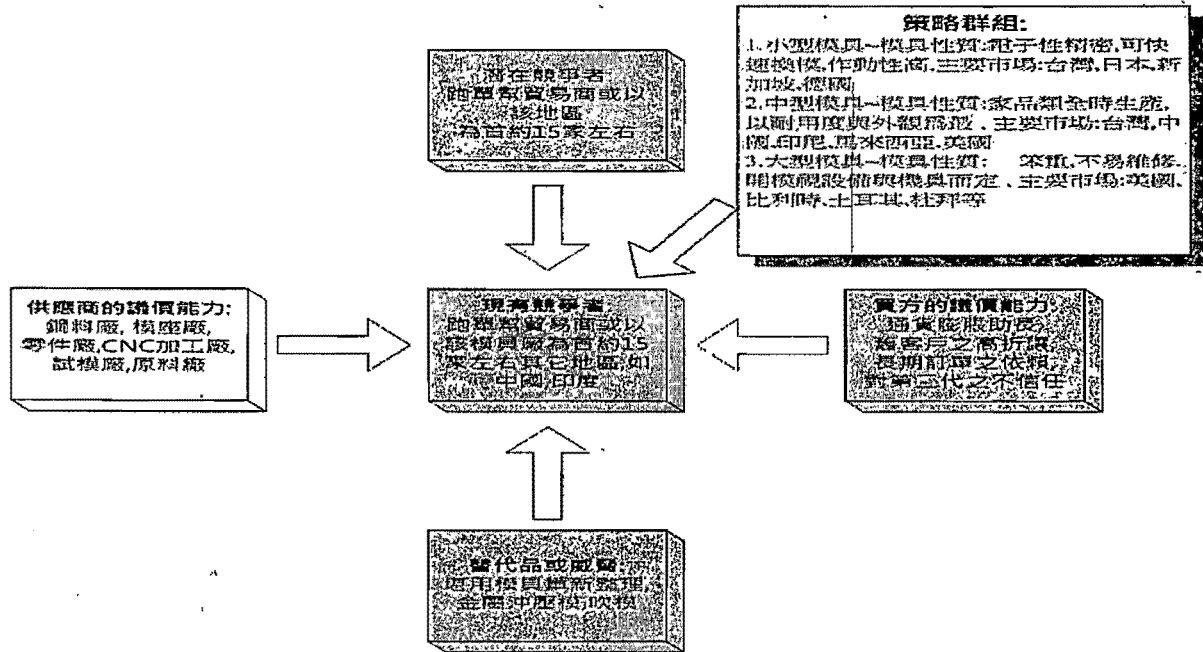 策略群組:
1.小型模具~模具性質:電子性精密,可快
速換模,作動性高,主要市場:台灣,日本,新
加坡,德國
2.中型模具~模具性質:家品類全時生產,
以耐用度與外觀為最、主要市場:台灣,中
國,印尼,馬來西亞,美國
3.大型模具~模具性質: 笨重,不易維修,
開模視設備與機具而定、主要市場:美國,
比利時,土耳其,杜拜等
潛在競爭者:
跑單幫貿易商或以
該地區
為首約15家左右
供應商的議價能力:
鋼料廠, 模座廠,
零件廠,CNC加工廠,
試模廠,原料廠
現有競爭者
跑單幫貿易商或以
該模具廠為首約15
家左右其它地區,如
中國,印度
買方的議價能力:
通貨膨脹助長,
客戶之高折讓,
長期訂單之依賴,
對第三代之不信任
替代品或威脅:
模具重新整理,
金屬沖壓模,吹模